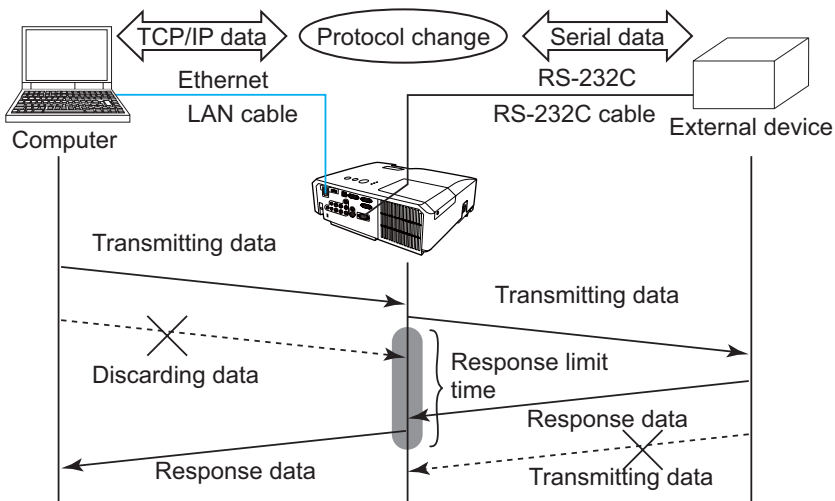 TCP/IP data
Protocol change
Serial data
Ethernet
LAN cable
RS-232C
RS-232C cable
Computer
External device
Transmitting data
Transmitting data
Discarding data
Response limit
time
Response data
Response data
Transmitting data